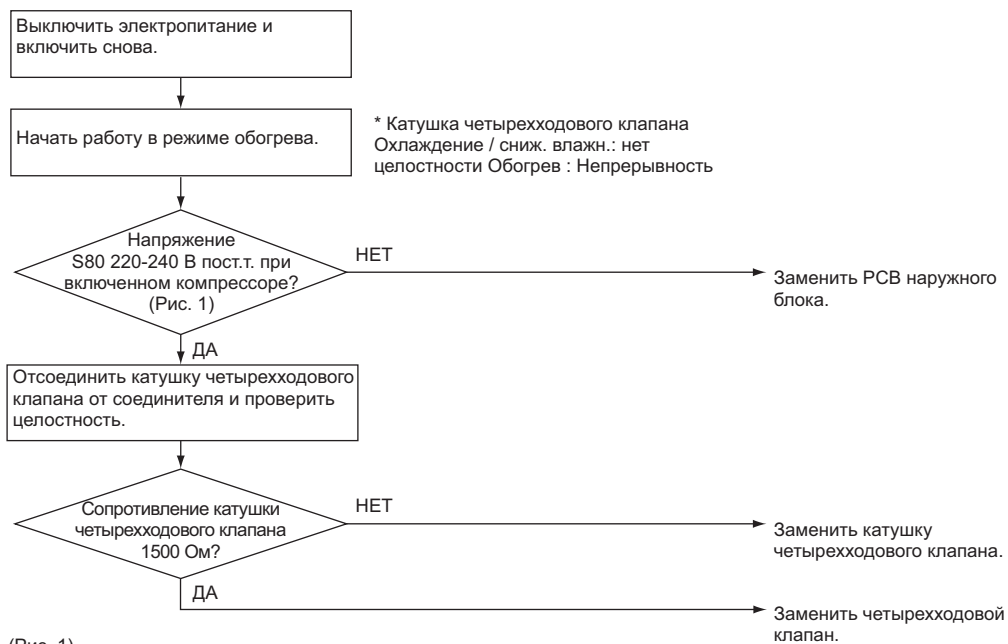 Выключить электропитание и
включить снова.
Начать работу в режиме обогрева.
* Катушка четырехходового клапана
Охлаждение / сниж. влажн.: нет
целостности Обогрев : Непрерывность
Напряжение
S80 220-240 В пост.т. при
включенном компрессоре?
(Рис. 1)
НЕТ
Заменить PCB наружного
блока.
ДА
Отсоединить катушку четырехходового
клапана от соединителя и проверить
целостность.
Сопротивление катушки
четырехходового клапана
1500 Ом?
НЕТ
Заменить катушку
четырехходового клапана.
ДА
Заменить четырехходовой
клапан.
(Рис. 1)